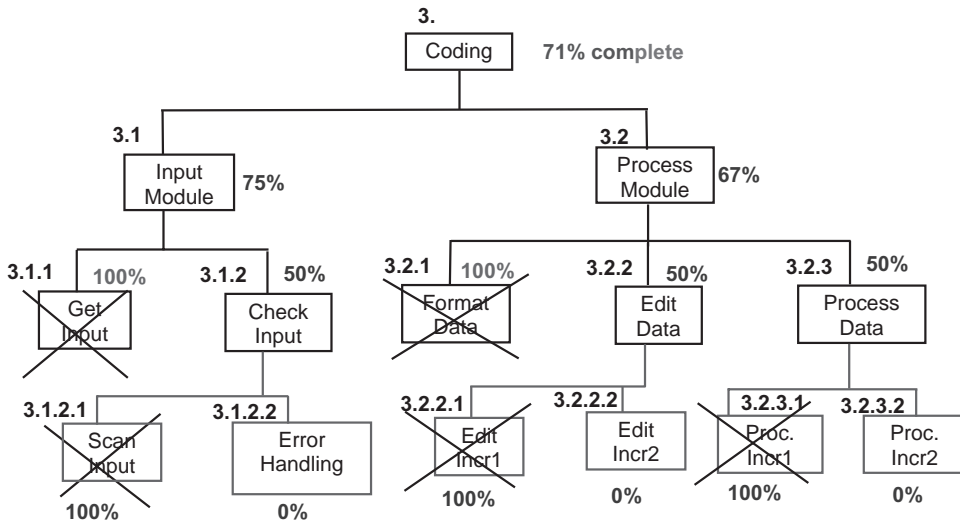 3.
Coding
71% complete
3.1
Input
Module
75%
3.2
Process
Module
67%
3.1.1
100%
Get
Input
3.1.2
50%
Check
Input
3.2.1
100%
Format
Data
3.2.2
50%
Edit
Data
3.2.3
50%
Process
Data
3.1.2.1
Scan
Input
100%
3.1.2.2
Error
Handling
0%
3.2.2.1
Edit
Incr1
100%
3.2.2.2
Edit
Incr2
0%
3.2.3.1
Proc.
Incr1
100%
3.2.3.2
Proc.
Incr2
0%